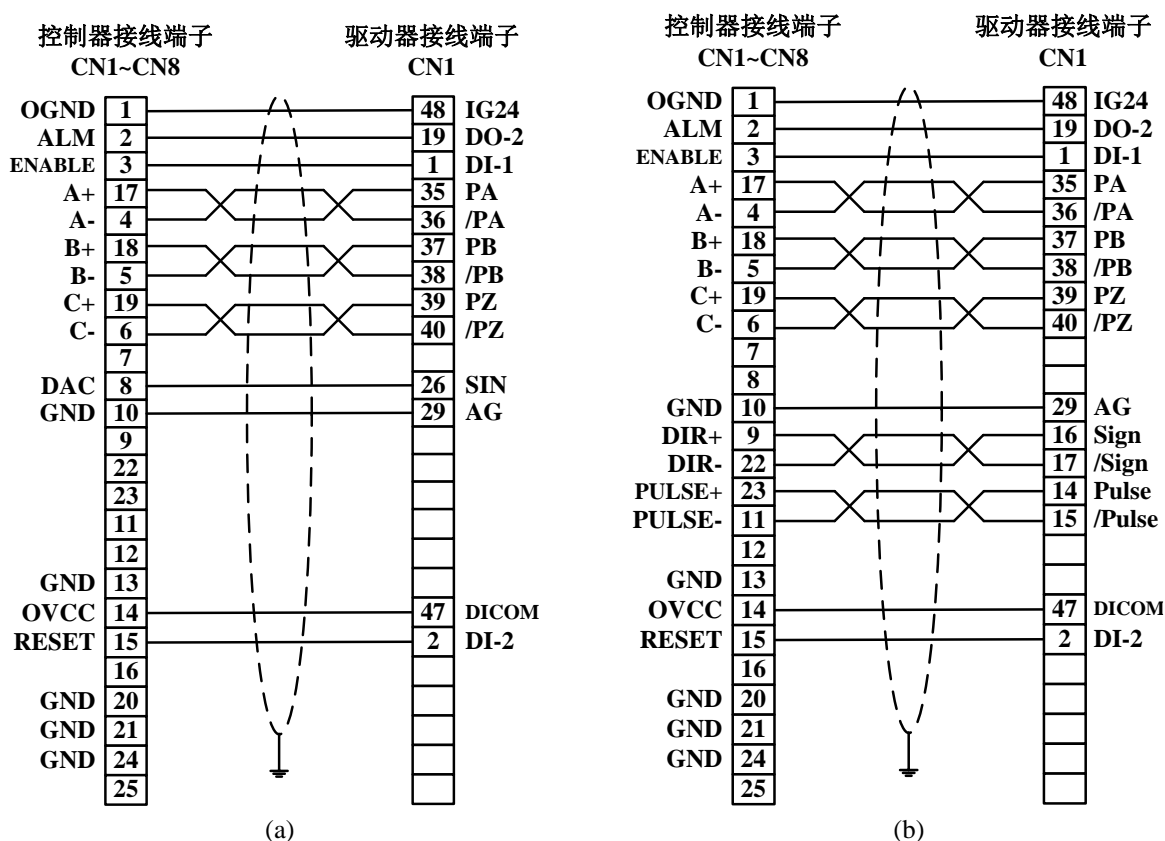 控制器接线端子 驱动器接线端子
CN1~CN8 CN1
OGND 1 48 IG24
ALM 2 19 DO-2
ENABLE 3 1 DI-1
A+ 17 35 PA
A- 4 36 /PA
B+ 18 37 PB
B- 5 38 /PB
C+ 19 39 PZ
C- 6 40 /PZ
7
DAC 8 26 SIN
GND 10 29 AG
9
22
23
11
12
GND 13
OVCC 14 47 DICOM
RESET 15 2 DI-2
16
GND 20
GND 21
GND 24
25
(a)
控制器接线端子 驱动器接线端子
CN1~CN8 CN1
OGND 1 48 IG24
ALM 2 19 DO-2
ENABLE 3 1 DI-1
A+ 17 35 PA
A- 4 36 /PA
B+ 18 37 PB
B- 5 38 /PB
C+ 19 39 PZ
C- 6 40 /PZ
7
8
GND 10 29 AG
DIR+ 9 16 Sign
DIR- 22 17 /Sign
PULSE+ 23 14 Pulse
PULSE- 11 15 /Pulse
12
GND 13
OVCC 14 47 DICOM
RESET 15 2 DI-2
16
GND 20
GND 21
GND 24
25
(b)